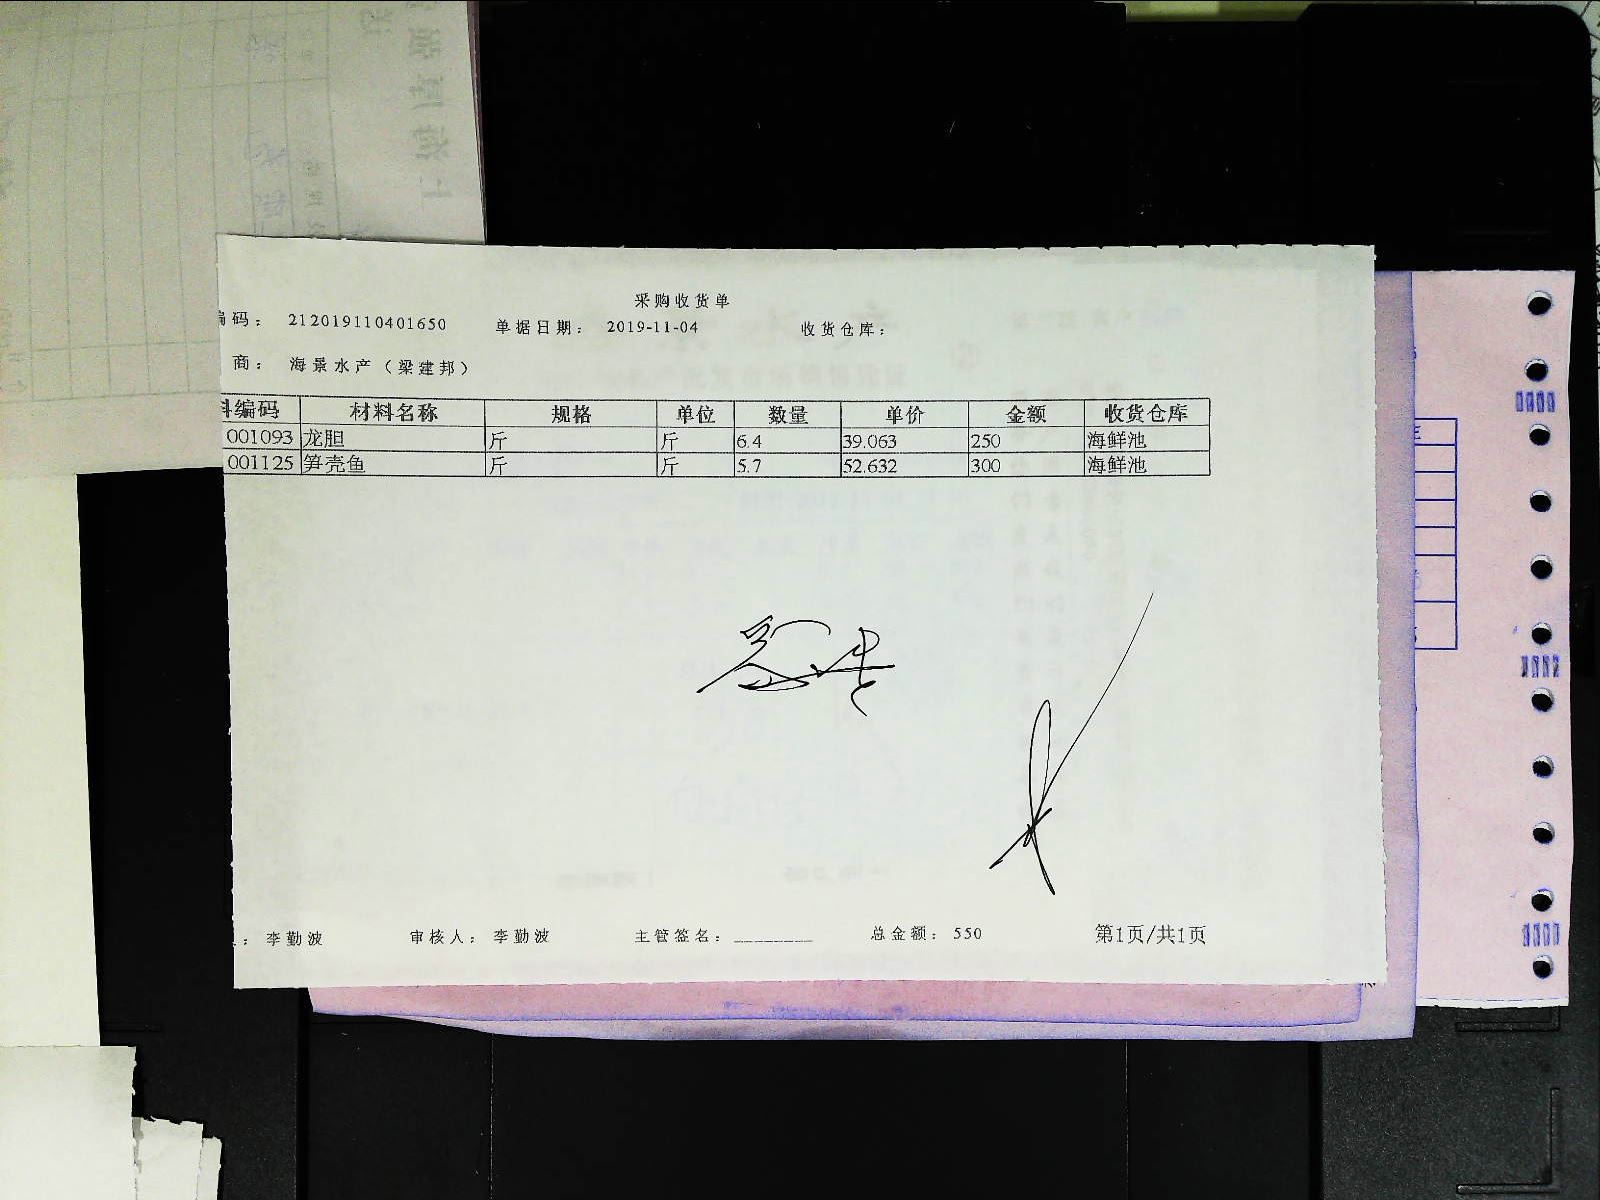 采购收货单
编码： 212019110401650 单据日期： 2019-11-04 收货仓库：
商： 海景水产（梁建邦）
料编码 材料名称 规格 单位 数量 单价 金额 收货仓库
001093 龙胆 斤 斤 6.4 39.063 250 海鲜池
001125 笋壳鱼 斤 斤 5.7 52.632 300 海鲜池
： 李勤波 审核人： 李勤波 主管签名：________ 总金额： 550 第1页/共1页